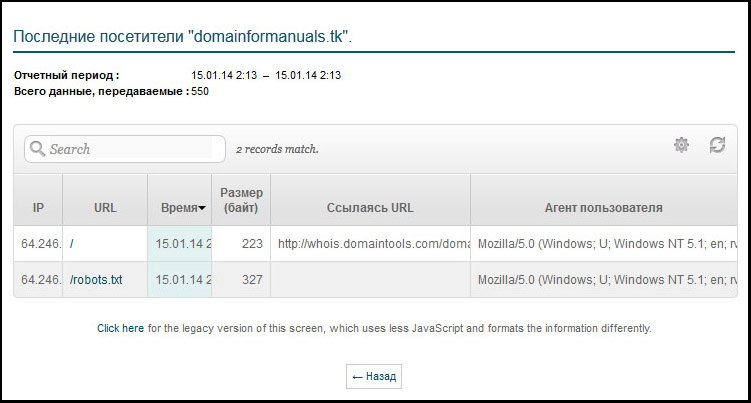 Последние посетители "domainformanuals.tk".
Отчетный период : 15.01.14 2:13 – 15.01.14 2:13
Всего данные, передаваемые : 550
Search 2 records match.
IP URL Время Размер (байт) Ссылаясь URL Агент пользователя
64.246. / 15.01.14 2 223 http://whois.domaintools.com/doma Mozilla/5.0 (Windows; U; Windows NT 5.1; en; rv
64.246. /robots.txt 15.01.14 2 327 Mozilla/5.0 (Windows; U; Windows NT 5.1; en; rv
Click here for the legacy version of this screen, which uses less JavaScript and formats the information differently.
← Назад